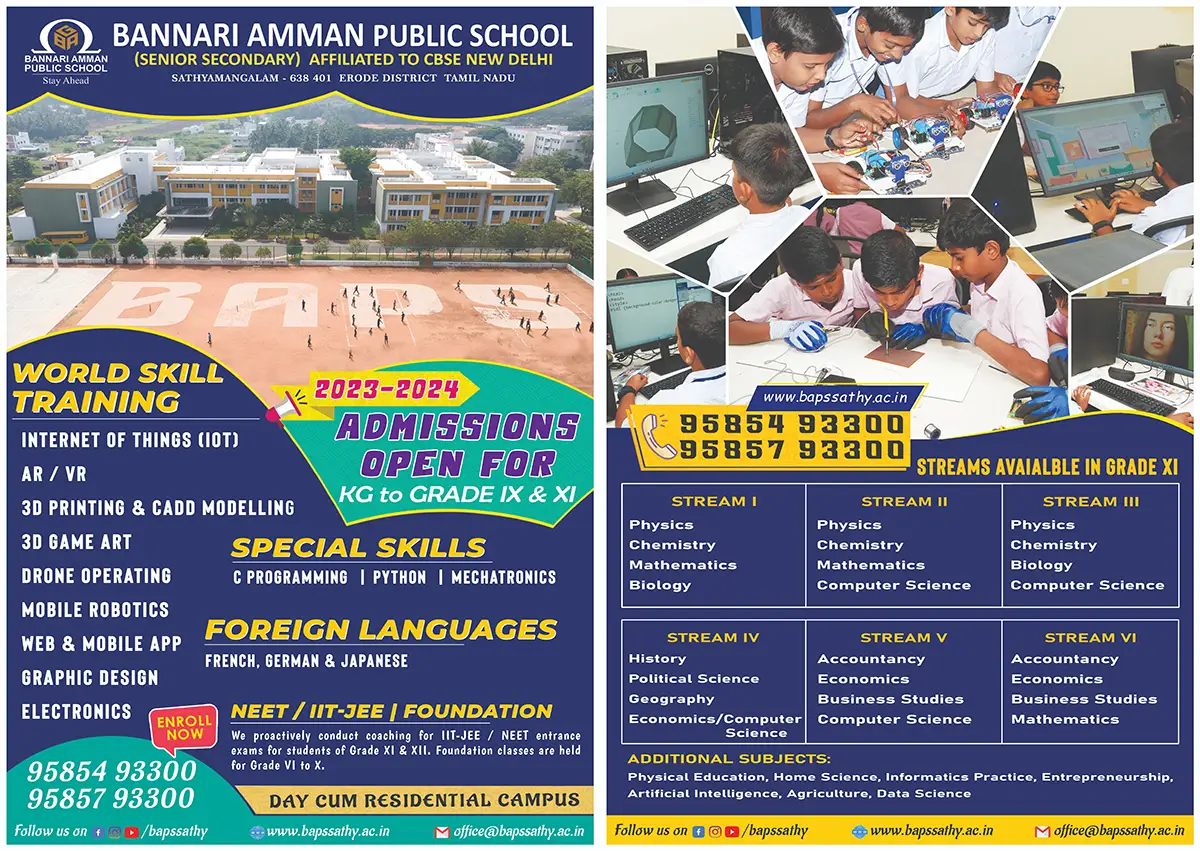 BANNARI AMMAN
PUBLIC SCHOOL
Stay Ahead
BANNARI AMMAN PUBLIC SCHOOL
(SENIOR SECONDARY) AFFILIATED TO CBSE NEW DELHI
SATHYAMANGALAM - 638 401 ERODE DISTRICT TAMIL NADU
BAPS
WORLD SKILL
TRAINING
INTERNET OF THINGS (IOT)
AR / VR
3D PRINTING & CADD MODELLING
3D GAME ART
DRONE OPERATING
MOBILE ROBOTICS
WEB & MOBILE APP
GRAPHIC DESIGN
ELECTRONICS
2023-2024
ADMISSIONS
OPEN FOR
KG to GRADE IX & XI
SPECIAL SKILLS
C PROGRAMMING | PYTHON | MECHATRONICS
FOREIGN LANGUAGES
FRENCH, GERMAN & JAPANESE
NEET / IIT-JEE | FOUNDATION
We proactively conduct coaching for IIT-JEE / NEET entrance
exams for students of Grade XI & XII. Foundation classes are held
for Grade VI to X.
ENROLL
NOW
95854 93300
95857 93300
DAY CUM RESIDENTIAL CAMPUS
Follow us on /bapssathy www.bapssathy.ac.in office@bapssathy.ac.in
www.bapssathy.ac.in
95854 93300
95857 93300
STREAMS AVAIALBLE IN GRADE XI
STREAM I
Physics
Chemistry
Mathematics
Biology
STREAM II
Physics
Chemistry
Mathematics
Computer Science
STREAM III
Physics
Chemistry
Biology
Computer Science
STREAM IV
History
Political Science
Geography
Economics/Computer
Science
STREAM V
Accountancy
Economics
Business Studies
Computer Science
STREAM VI
Accountancy
Economics
Business Studies
Mathematics
ADDITIONAL SUBJECTS:
Physical Education, Home Science, Informatics Practice, Entrepreneurship,
Artificial Intelligence, Agriculture, Data Science
Follow us on /bapssathy www.bapssathy.ac.in office@bapssathy.ac.in